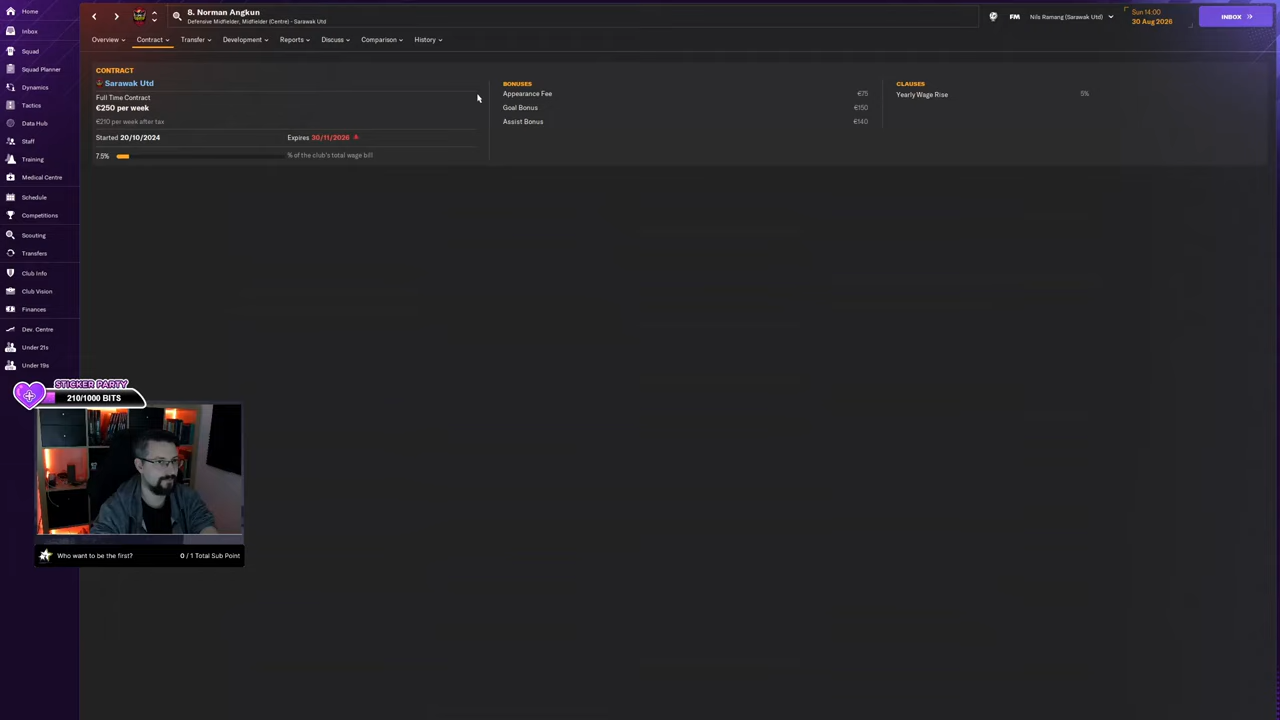 Home
Inbox
Squad
Squad Planner
Dynamics
Tactics
Data Hub
Staff
Training
Medical Centre
Schedule
Competitions
Scouting
Transfers
Club Info
Club Vision
Finances
Dev. Centre
Under 21s
Under 19s
8. Norman Angkun
Defensive Midfielder, Midfielder (Centre) - Sarawak Utd
FM
Nils Ramang (Sarawak Utd)
Sun 14:00
30 Aug 2026
INBOX
Overview
Contract
Transfer
Development
Reports
Discuss
Comparison
History
CONTRACT
Sarawak Utd
Full Time Contract
€250 per week
€210 per week after tax
Started 20/10/2024
Expires 30/11/2026
7.5%
% of the club's total wage bill
BONUSES
Appearance Fee €75
Goal Bonus €150
Assist Bonus €140
CLAUSES
Yearly Wage Rise 5%
STICKER PARTY
210/1000 BITS
Who want to be the first? 0 / 1 Total Sub Point